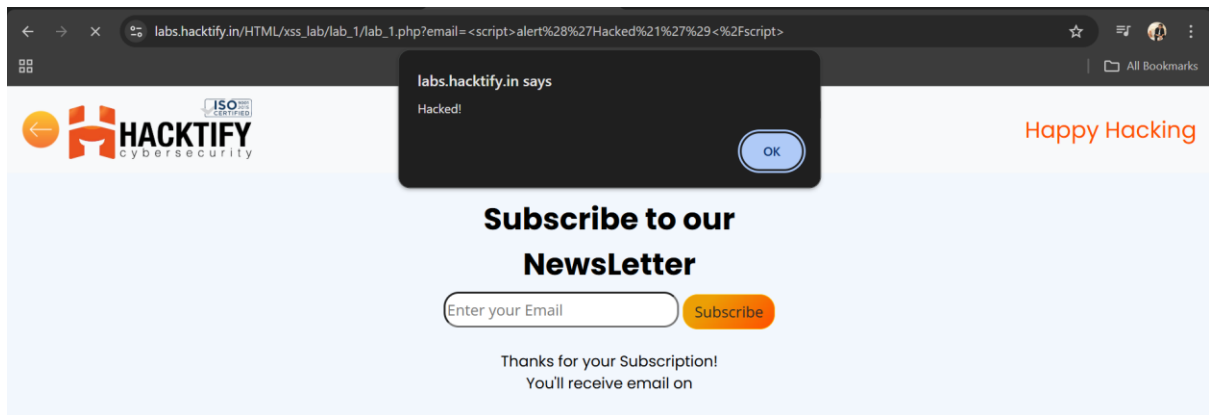 labs.hacktify.in/HTML/xss_lab/lab_1/lab_1.php?email=<script>alert%28%27Hacked%21%27%29<%2Fscript>
All Bookmarks
labs.hacktify.in says
Hacked!
OK
ISO
CERTIFIED
HACKTIFY
cybersecurity
Happy Hacking
Subscribe to our
NewsLetter
Enter your Email
Subscribe
Thanks for your Subscription!
You'll receive email on